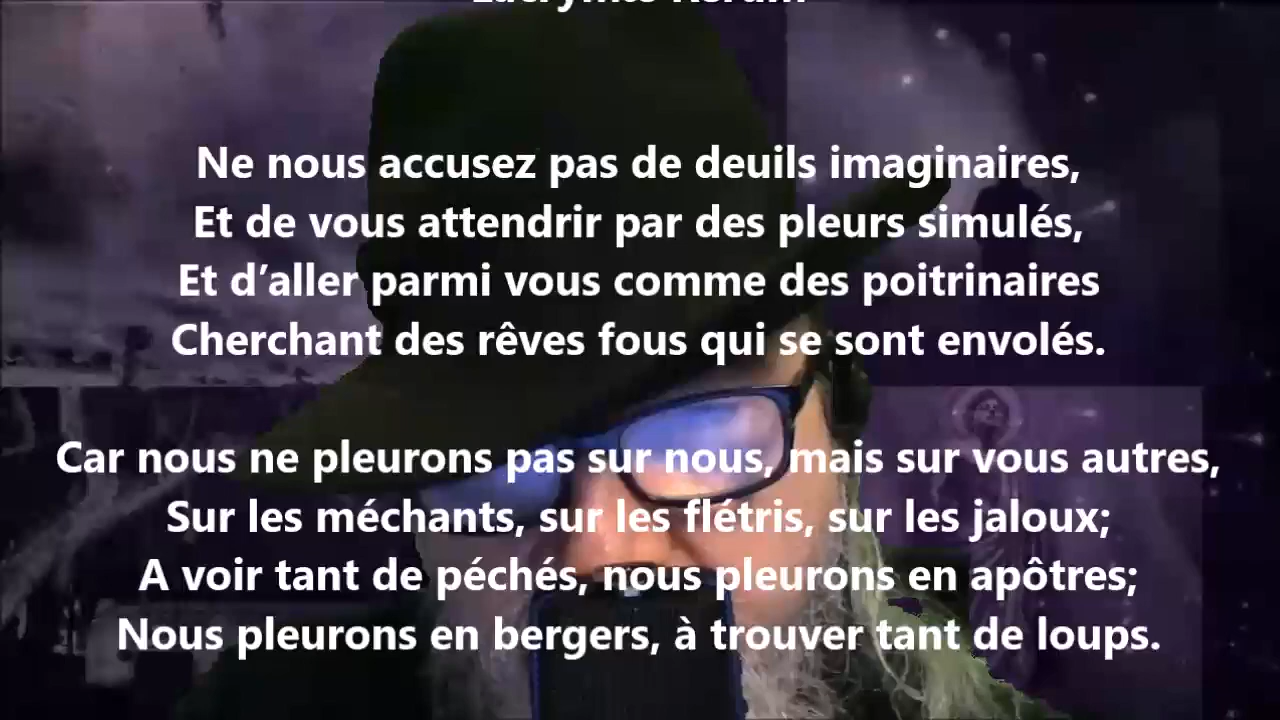 Ne nous accusez pas de deuils imaginaires,
Et de vous attendrir par des pleurs simulés,
Et d’aller parmi vous comme des poitrinaires
Cherchant des rêves fous qui se sont envolés.
Car nous ne pleurons pas sur nous, mais sur vous autres,
Sur les méchants, sur les flétris, sur les jaloux;
A voir tant de péchés, nous pleurons en apôtres;
Nous pleurons en bergers, à trouver tant de loups.